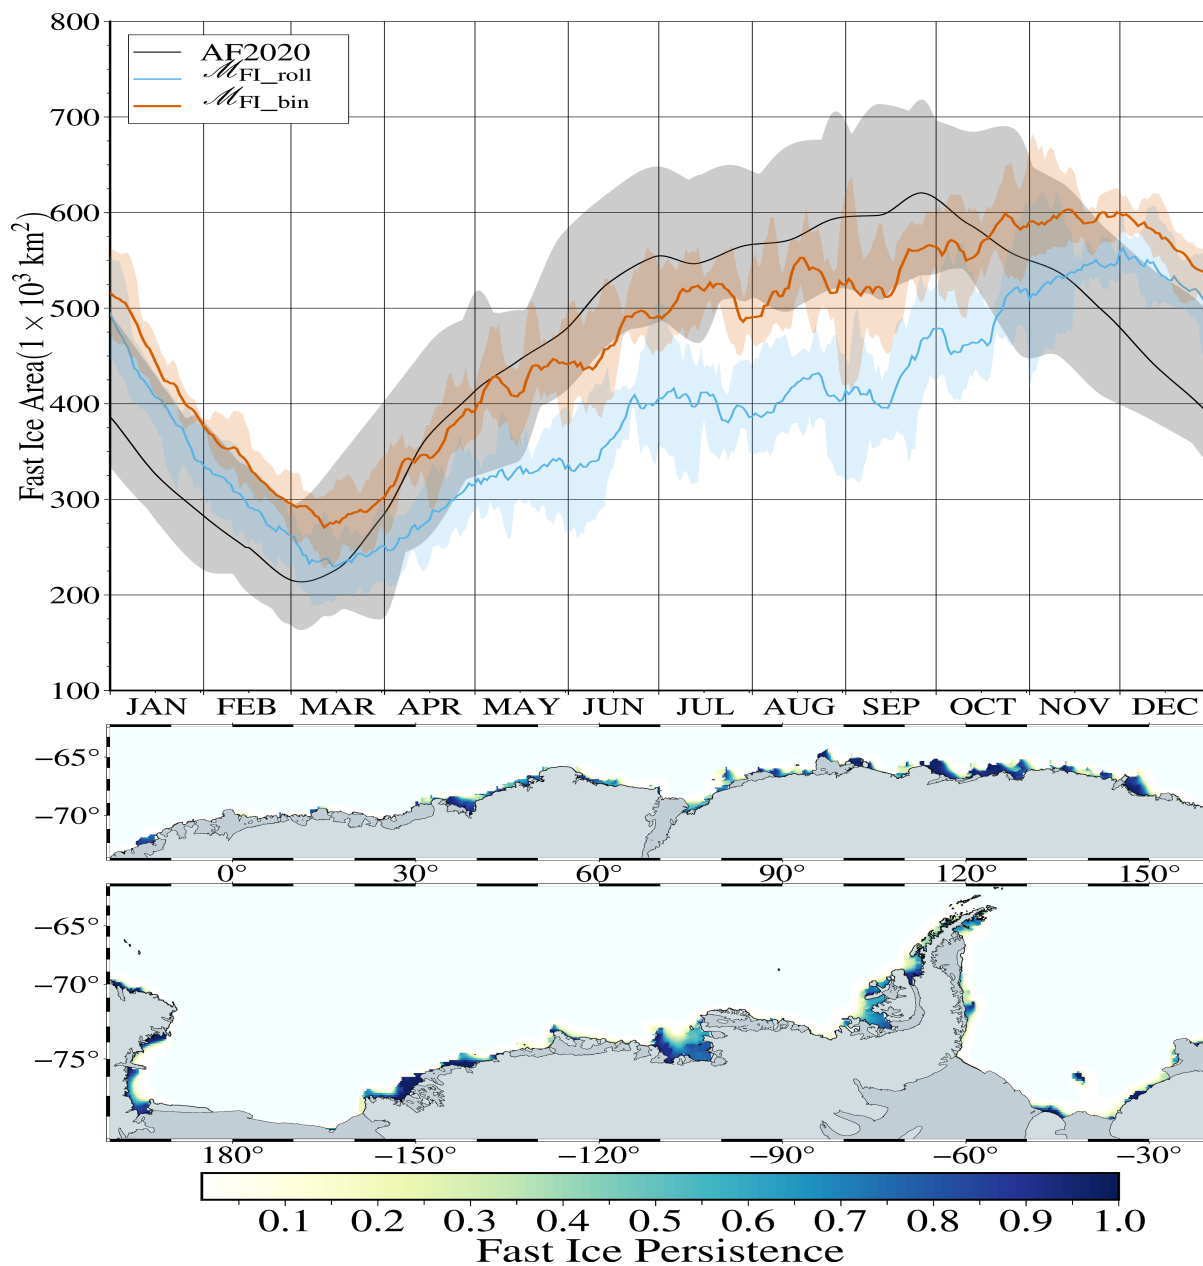 800
700
600
500
400
300
200
100
Fast Ice Area(1 × 10³ km²)
AF2020
ℳFI_roll
ℳFI_bin
JAN FEB MAR APR MAY JUN JUL AUG SEP OCT NOV DEC
−65°
−70°
0° 30° 60° 90° 120° 150°
−65°
−70°
−75°
180° −150° −120° −90° −60° −30°
0.1 0.2 0.3 0.4 0.5 0.6 0.7 0.8 0.9 1.0
Fast Ice Persistence